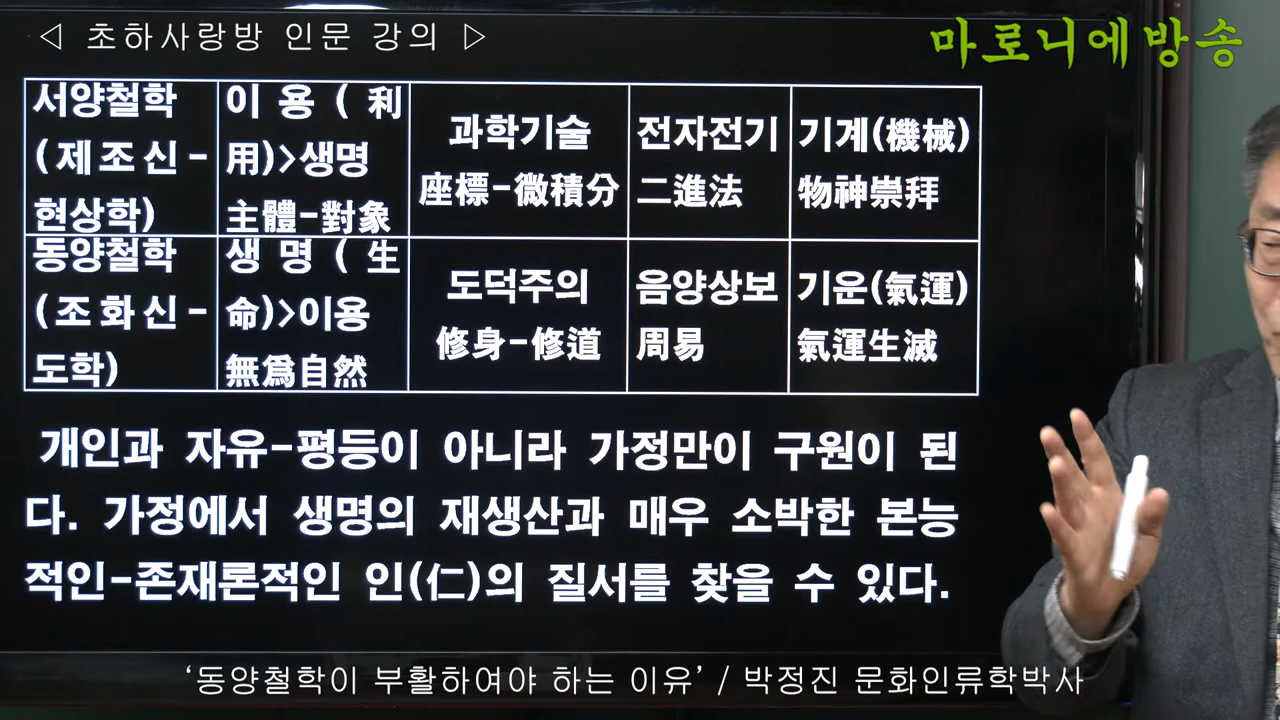 ◁ 초하사랑방 인문 강의 ▷
마로니에방송
서양철학
(제조신-
현상학)
이용(利
用)>생명
主體-對象
과학기술
座標-微積分
전자전기
二進法
기계(機械)
物神崇拜
동양철학
(조화신-
도학)
생명(生
命)>이용
無爲自然
도덕주의
修身-修道
음양상보
周易
기운(氣運)
氣運生滅
개인과 자유-평등이 아니라 가정만이 구원이 된
다. 가정에서 생명의 재생산과 매우 소박한 본능
적인-존재론적인 인(仁)의 질서를 찾을 수 있다.
‘동양철학이 부활하여야 하는 이유’ / 박정진 문화인류학박사